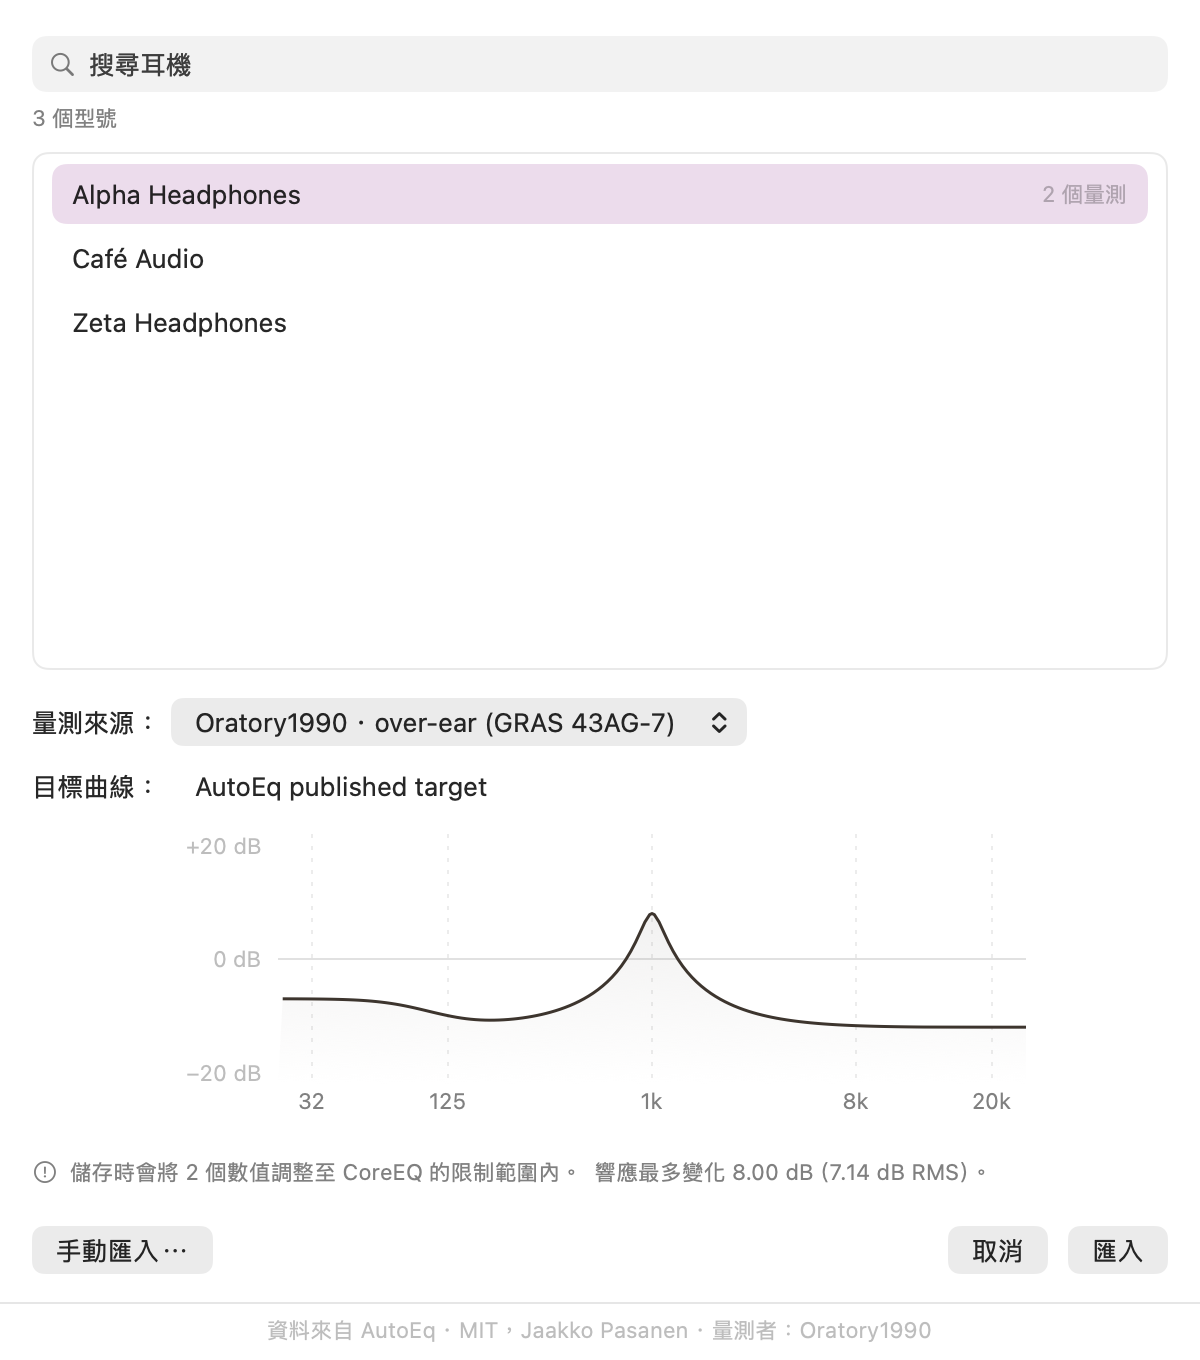 搜尋耳機
3 個型號
Alpha Headphones 2 個量測
Café Audio
Zeta Headphones
量測來源： Oratory1990 · over-ear (GRAS 43AG-7)
目標曲線： AutoEq published target
+20 dB
0 dB
−20 dB
32 125 1k 8k 20k
儲存時會將 2 個數值調整至 CoreEQ 的限制範圍內。 響應最多變化 8.00 dB (7.14 dB RMS)。
手動匯入⋯ 取消 匯入
資料來自 AutoEq · MIT，Jaakko Pasanen · 量測者：Oratory1990